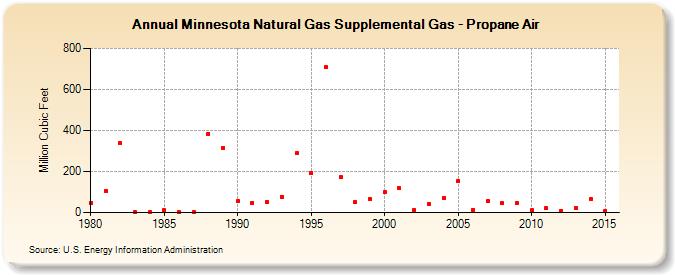 Annual Minnesota Natural Gas Supplemental Gas - Propane Air
Million Cubic Feet
800
600
400
200
0
1980 1985 1990 1995 2000 2005 2010 2015
Source: U.S. Energy Information Administration